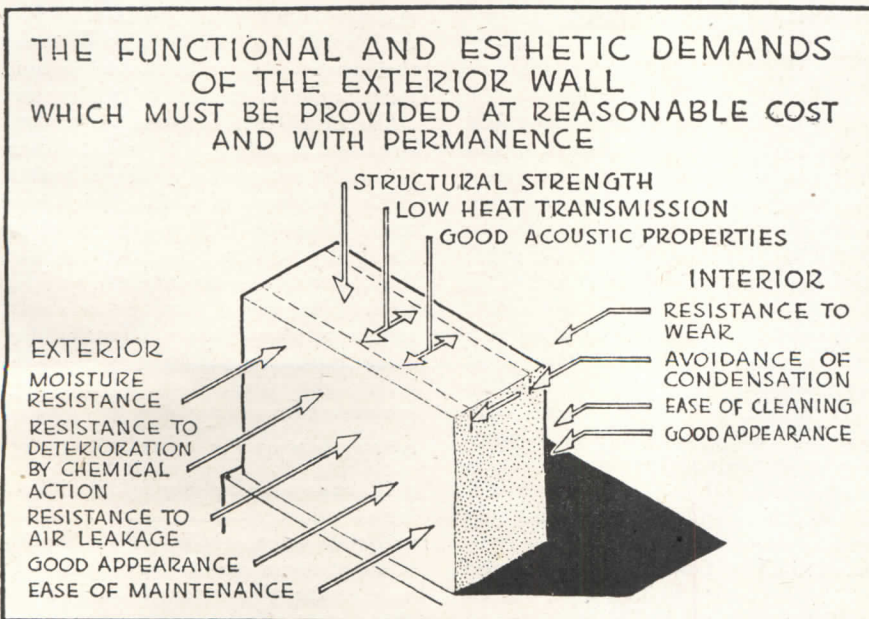 THE FUNCTIONAL AND ESTHETIC DEMANDS
OF THE EXTERIOR WALL
WHICH MUST BE PROVIDED AT REASONABLE COST
AND WITH PERMANENCE
STRUCTURAL STRENGTH
LOW HEAT TRANSMISSION
GOOD ACOUSTIC PROPERTIES
EXTERIOR
MOISTURE
RESISTANCE
RESISTANCE TO
DETERIORATION
BY CHEMICAL
ACTION
RESISTANCE TO
AIR LEAKAGE
GOOD APPEARANCE
EASE OF MAINTENANCE
INTERIOR
RESISTANCE TO
WEAR
AVOIDANCE OF
CONDENSATION
EASE OF CLEANING
GOOD APPEARANCE